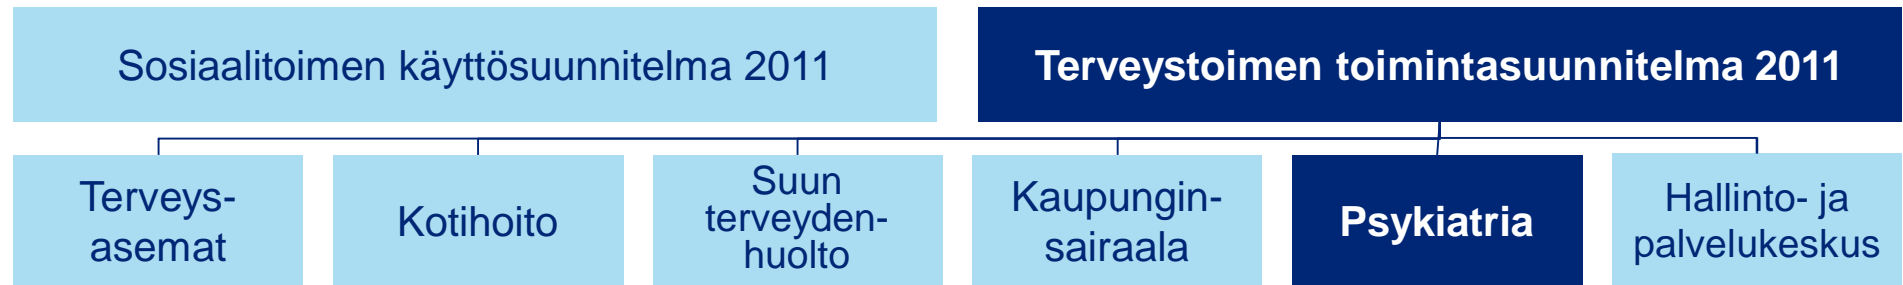 Sosiaalitoimen käyttösuunnitelma 2011
Terveystoimen toimintasuunnitelma 2011
Terveys-
asemat
Kotihoito
Suun
terveyden-
huolto
Kaupungin-
sairaala
Psykiatria
Hallinto- ja
palvelukeskus